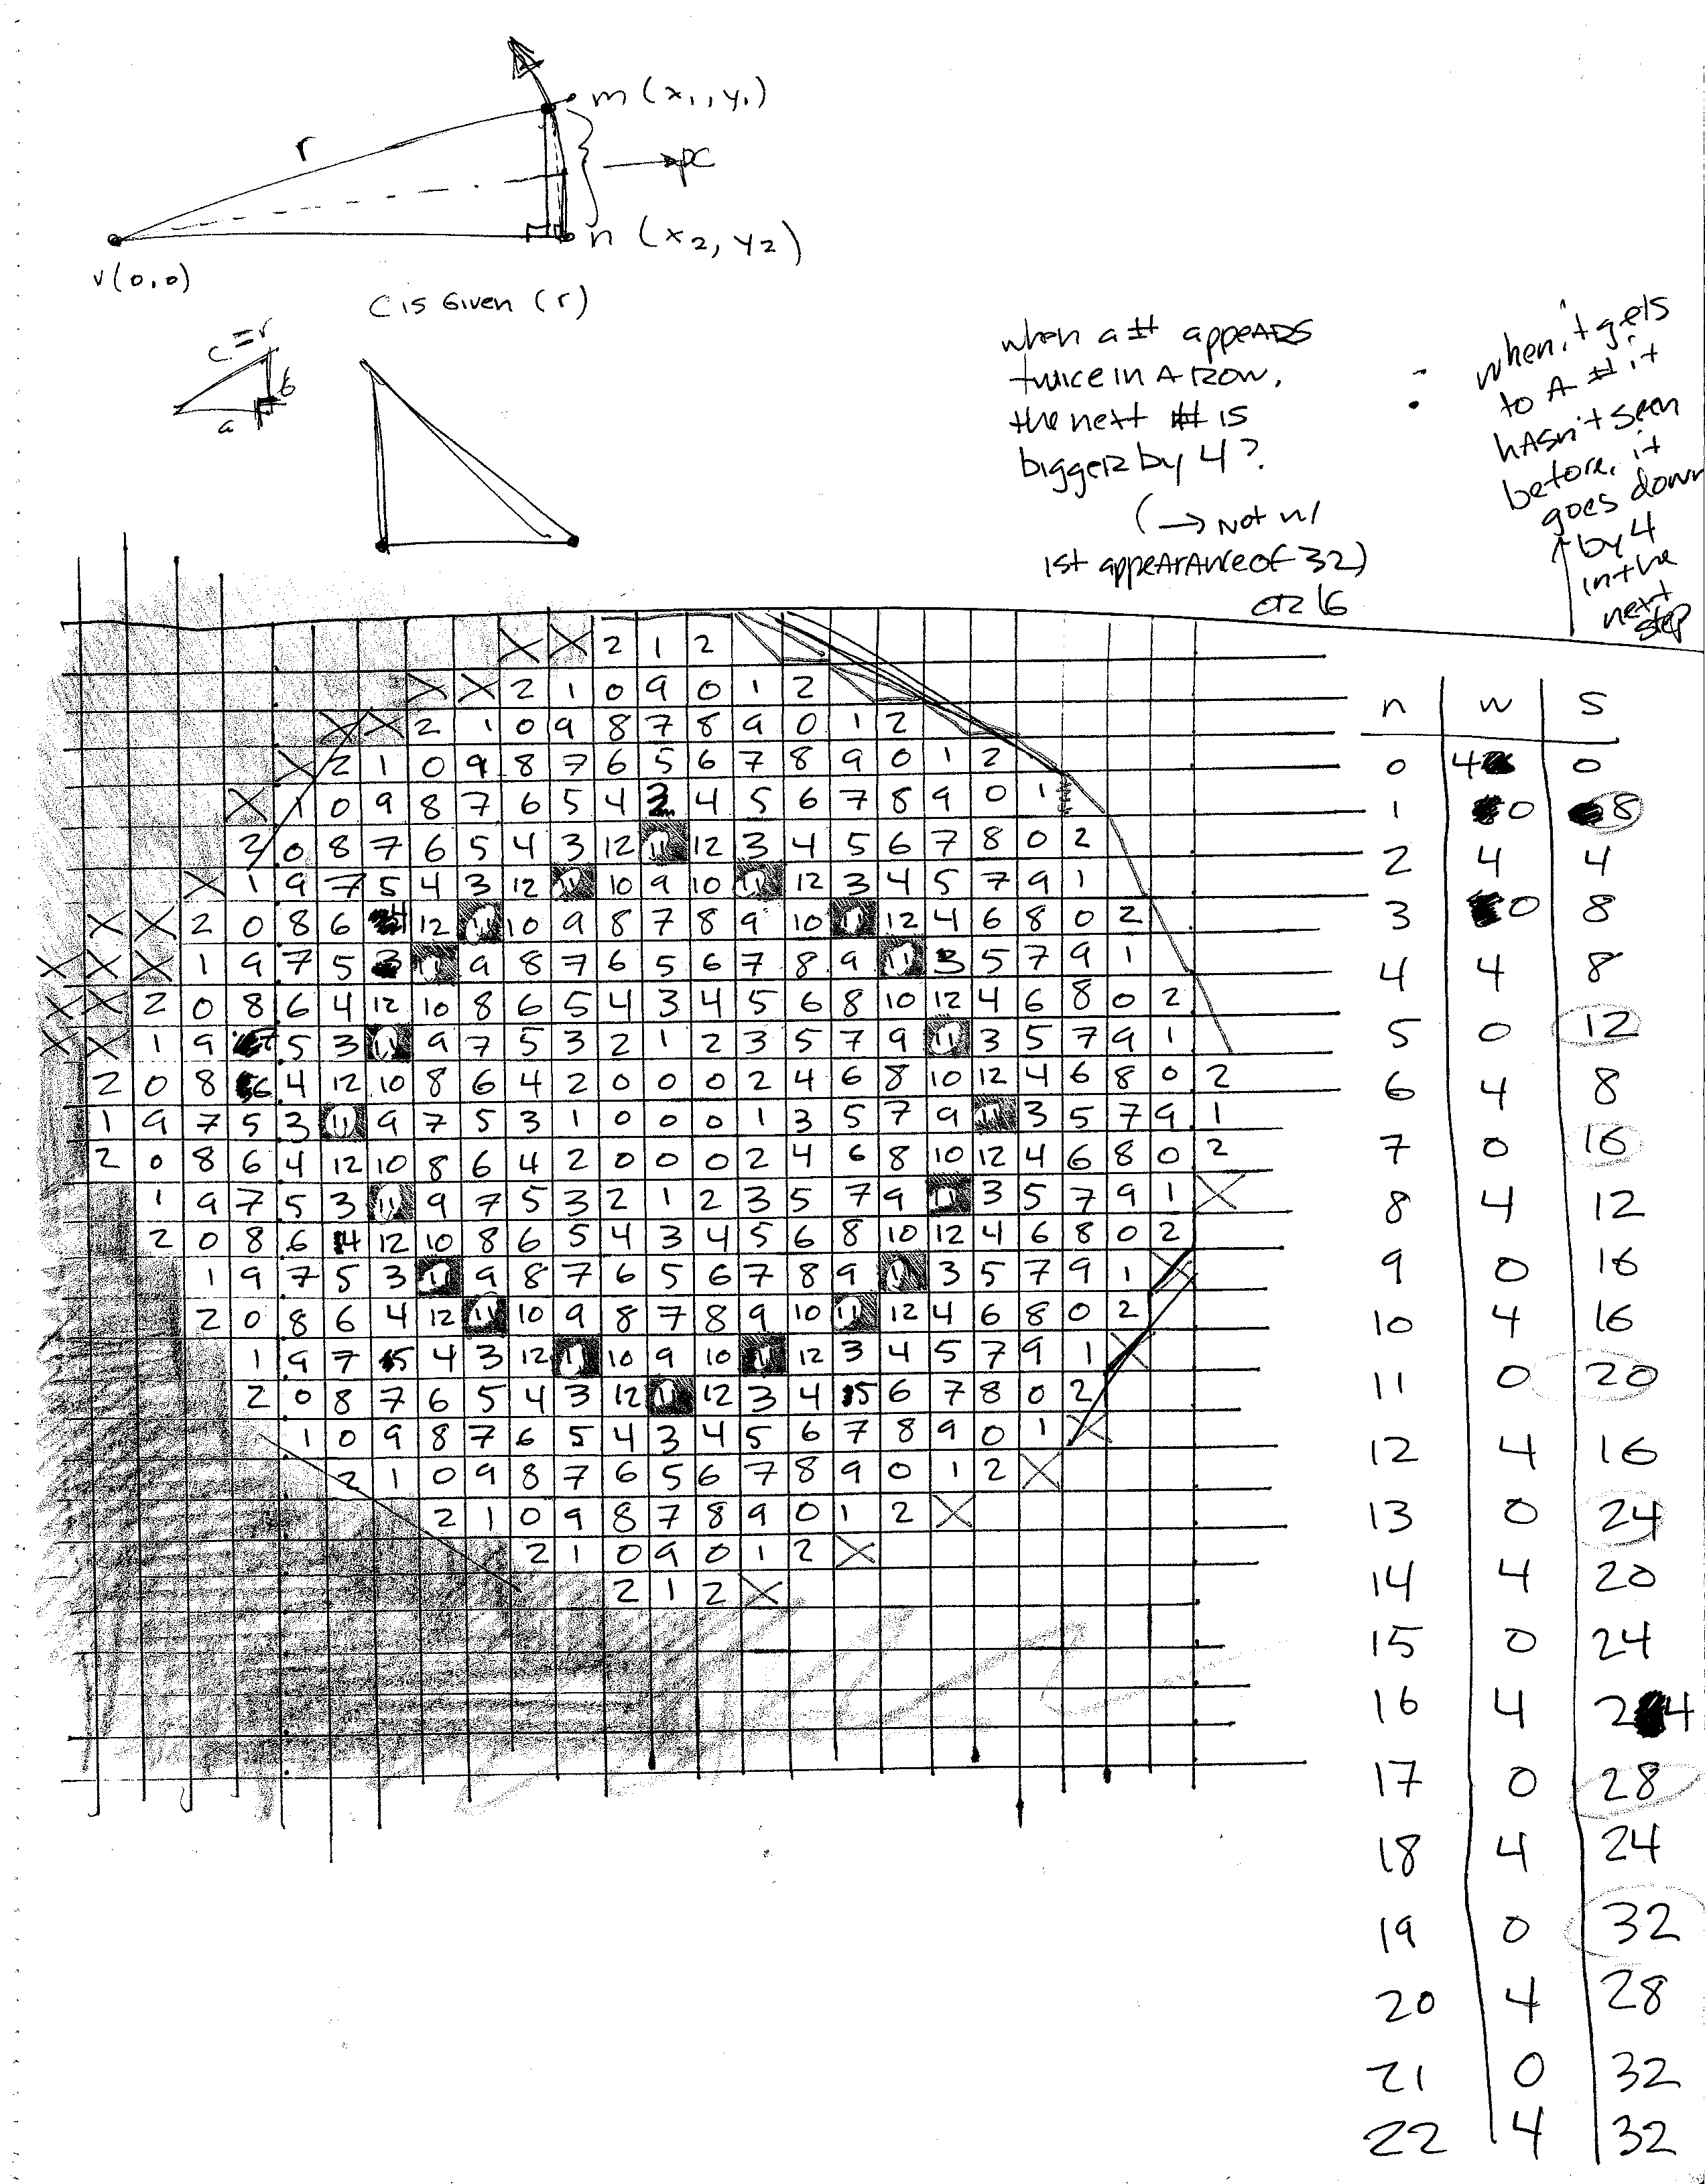 m (x₁, y₁)
r
→ pc
n (x₂, y₂)
v(0,0)
C is Given (r)
c=r
b
a
when a # appeARS
twice in A ROW,
the next # is
bigger by 4?
(→ Not w/
1st appearance of 32)
OR 16
:
when it gets
to A # it
hAsn't seen
before, it
goes down
by 4
in the
next
step
X X 2 1 2
X X 2 1 0 9 0 1 2
X X 2 1 0 9 8 7 8 9 0 1 2
X 2 1 0 9 8 7 6 5 6 7 8 9 0 1 2
X 1 0 9 8 7 6 5 4 3 4 5 6 7 8 9 0 1
2 0 8 7 6 5 4 3 12 11 12 3 4 5 6 7 8 0 2
X 1 9 7 5 4 3 12 11 10 9 10 11 12 3 4 5 7 9 1
X X 2 0 8 6 4 12 11 10 9 8 7 8 9 10 11 12 4 6 8 0 2
X X X 1 9 7 5 3 11 9 8 7 6 5 6 7 8 9 11 3 5 7 9 1
X X 2 0 8 6 4 12 10 8 6 5 4 3 4 5 6 8 10 12 4 6 8 0 2
X X 1 9 7 5 3 11 9 7 5 3 2 1 2 3 5 7 9 11 3 5 7 9 1
2 0 8 6 4 12 10 8 6 4 2 0 0 0 2 4 6 8 10 12 4 6 8 0 2
1 9 7 5 3 11 9 7 5 3 1 0 0 0 1 3 5 7 9 11 3 5 7 9 1
2 0 8 6 4 12 10 8 6 4 2 0 0 0 2 4 6 8 10 12 4 6 8 0 2
1 9 7 5 3 11 9 7 5 3 2 1 2 3 5 7 9 11 3 5 7 9 1 X
2 0 8 6 4 12 10 8 6 5 4 3 4 5 6 8 10 12 4 6 8 0 2
1 9 7 5 3 11 9 8 7 6 5 6 7 8 9 11 3 5 7 9 1 X
2 0 8 6 4 12 11 10 9 8 7 8 9 10 11 12 4 6 8 0 2
1 9 7 5 4 3 12 11 10 9 10 11 12 3 4 5 7 9 1 X
2 0 8 7 6 5 4 3 12 11 12 3 4 5 6 7 8 0 2
1 0 9 8 7 6 5 4 3 4 5 6 7 8 9 0 1 X
2 1 0 9 8 7 6 5 6 7 8 9 0 1 2 X
2 1 0 9 8 7 8 9 0 1 2 X
2 1 0 9 0 1 2 X
2 1 2 X
n w S
0 4 0
1 0 8
2 4 4
3 0 8
4 4 8
5 0 12
6 4 8
7 0 16
8 4 12
9 0 16
10 4 16
11 0 20
12 4 16
13 0 24
14 4 20
15 0 24
16 4 24
17 0 28
18 4 24
19 0 32
20 4 28
21 0 32
22 4 32